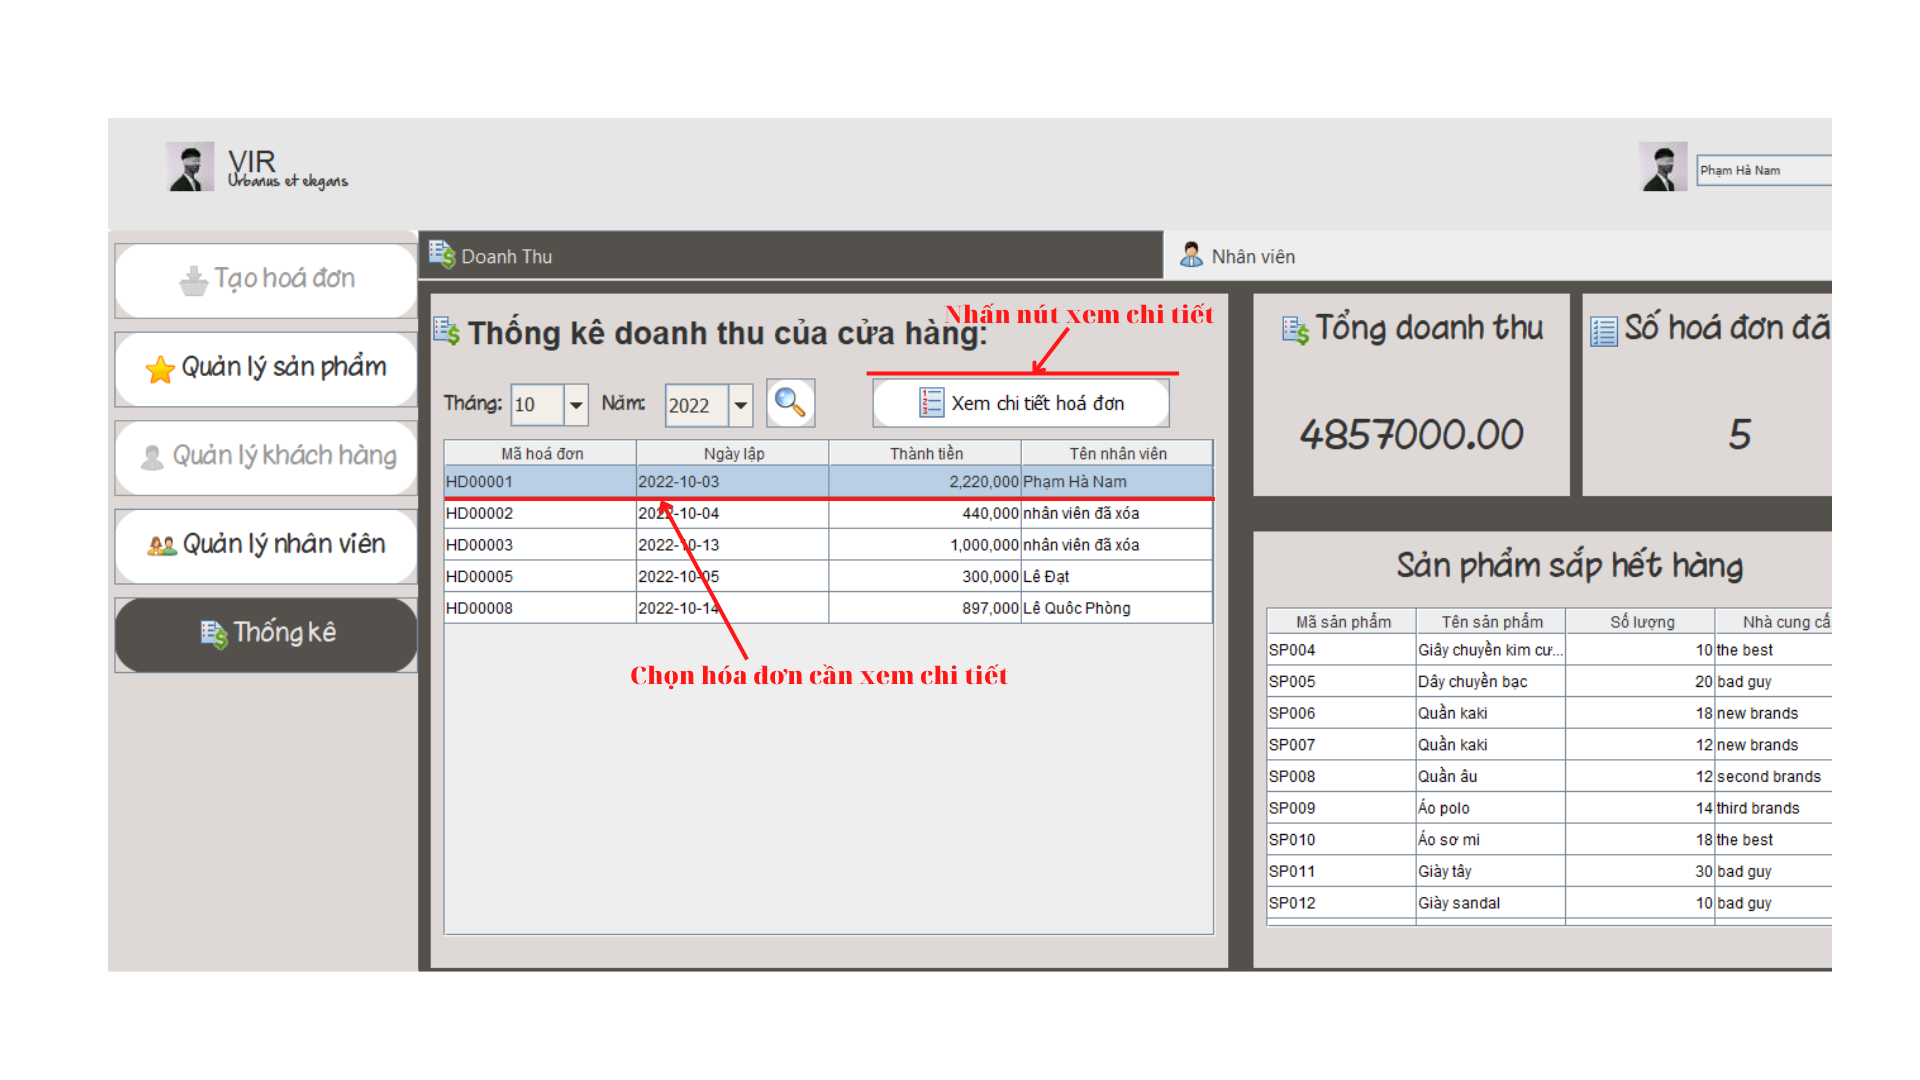 VIR
Urbanus et elegans
Phạm Hà Nam
Tạo hoá đơn
Quản lý sản phẩm
Quản lý khách hàng
Quản lý nhân viên
Thống kê
Doanh Thu
Nhân viên
Nhấn nút xem chi tiết
Thống kê doanh thu của cửa hàng:
Tháng: 10 Năm: 2022 Xem chi tiết hoá đơn
Mã hoá đơn Ngày lập Thành tiền Tên nhân viên
HD00001 2022-10-03 2,220,000 Phạm Hà Nam
HD00002 2022-10-04 440,000 nhân viên đã xóa
HD00003 2022-10-13 1,000,000 nhân viên đã xóa
HD00005 2022-10-05 300,000 Lê Đạt
HD00008 2022-10-14 897,000 Lê Quốc Phòng
Chọn hóa đơn cần xem chi tiết
Tổng doanh thu
4857000.00
Số hoá đơn đã
5
Sản phẩm sắp hết hàng
Mã sản phẩm Tên sản phẩm Số lượng Nhà cung cấ
SP004 Giây chuyền kim cư... 10 the best
SP005 Dây chuyền bạc 20 bad guy
SP006 Quần kaki 18 new brands
SP007 Quần kaki 12 new brands
SP008 Quần âu 12 second brands
SP009 Áo polo 14 third brands
SP010 Áo sơ mi 18 the best
SP011 Giày tây 30 bad guy
SP012 Giày sandal 10 bad guy